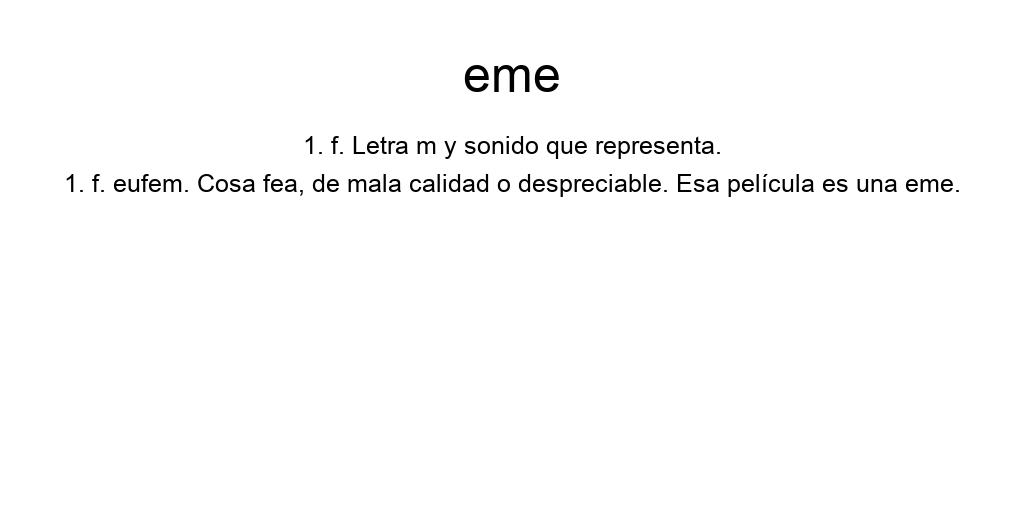 eme
1. f. Letra m y sonido que representa.
1. f. eufem. Cosa fea, de mala calidad o despreciable. Esa película es una eme.